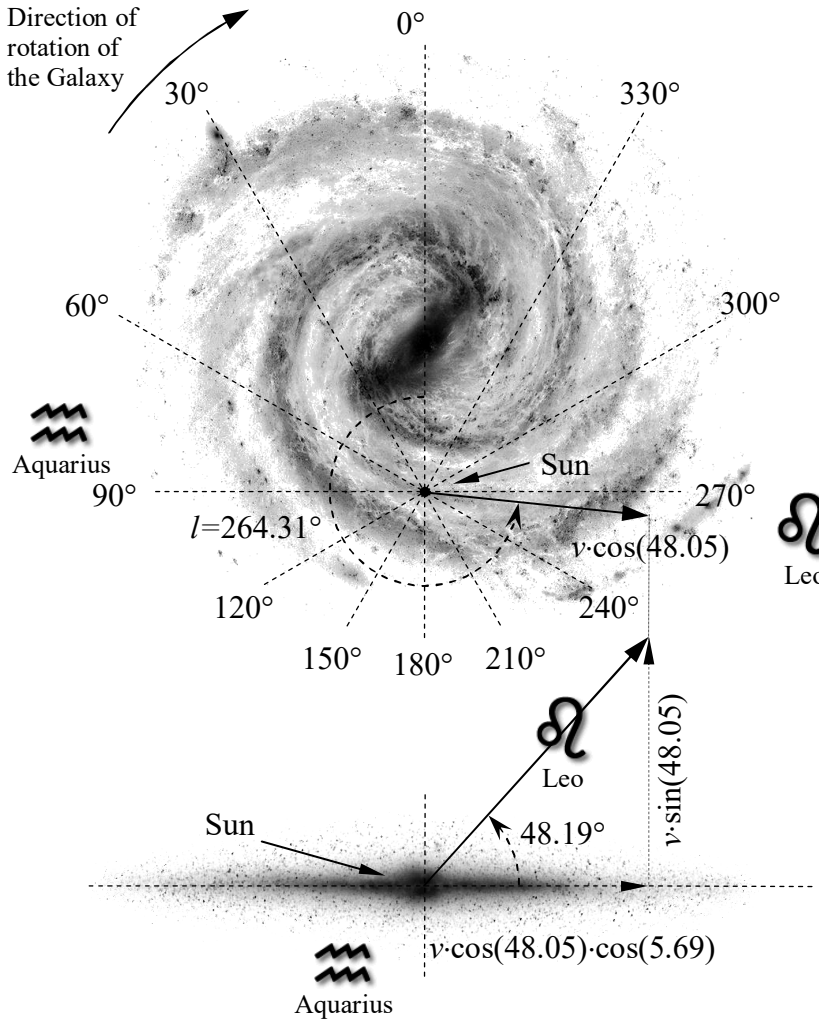 Direction of
rotation of
the Galaxy
0°
30°
330°
60°
300°
Aquarius
Sun
90°
270°
l=264.31°
v·cos(48.05)
Leo
120°
240°
150°
180°
210°
Leo
v·sin(48.05)
Sun
48.19°
v·cos(48.05)·cos(5.69)
Aquarius